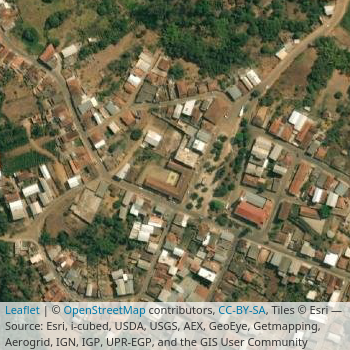 Leaflet | © OpenStreetMap contributors, CC-BY-SA, Tiles © Esri —
Source: Esri, i-cubed, USDA, USGS, AEX, GeoEye, Getmapping,
Aerogrid, IGN, IGP, UPR-EGP, and the GIS User Community